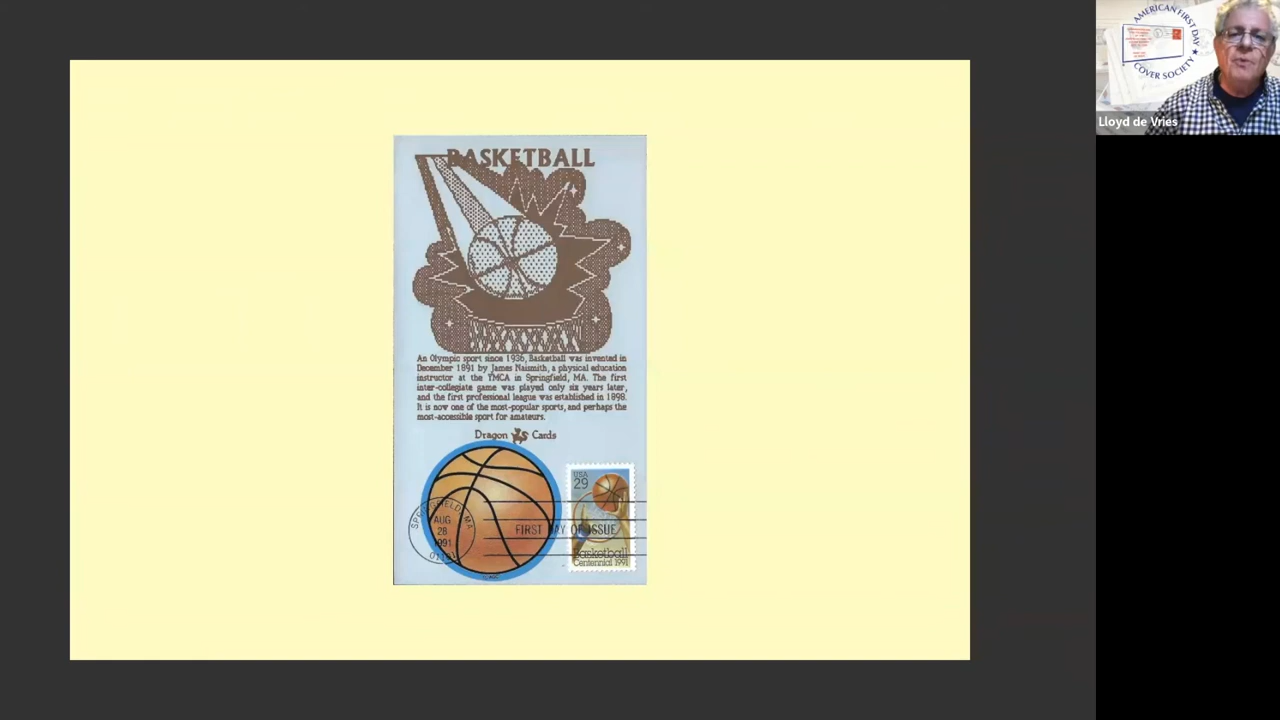 BASKETBALL
An Olympic sport since 1936, Basketball was invented in
December 1891 by James Naismith, a physical education
instructor at the YMCA in Springfield, MA. The first
inter-collegiate game was played only six years later,
and the first professional league was established in 1898.
It is now one of the most-popular sports, and perhaps the
most-accessible sport for amateurs.
Dragon Cards
USA
29
SPRINGFIELD, MA
AUG
28
1991
FIRST DAY OF ISSUE
Basketball
Centennial 1991
AMERICAN FIRST DAY
COVER SOCIETY
Lloyd de Vries